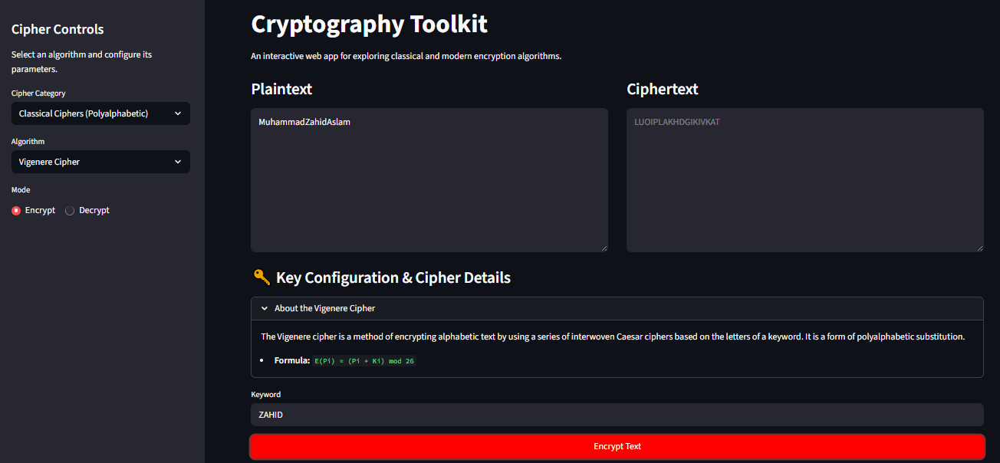 Cipher Controls
Select an algorithm and configure its
parameters.
Cipher Category
Classical Ciphers (Polyalphabetic)
Algorithm
Vigenere Cipher
Mode
Encrypt
Decrypt
Cryptography Toolkit
An interactive web app for exploring classical and modern encryption algorithms.
Plaintext
MuhammadZahidAslam
Ciphertext
LUOIPLAKHDGIKIVKAT
Key Configuration & Cipher Details
About the Vigenere Cipher
The Vigenere cipher is a method of encrypting alphabetic text by using a series of interwoven Caesar ciphers based on the letters of a keyword. It is a form of polyalphabetic substitution.
• Formula: E(Pi) = (Pi + Ki) mod 26
Keyword
ZAHID
Encrypt Text